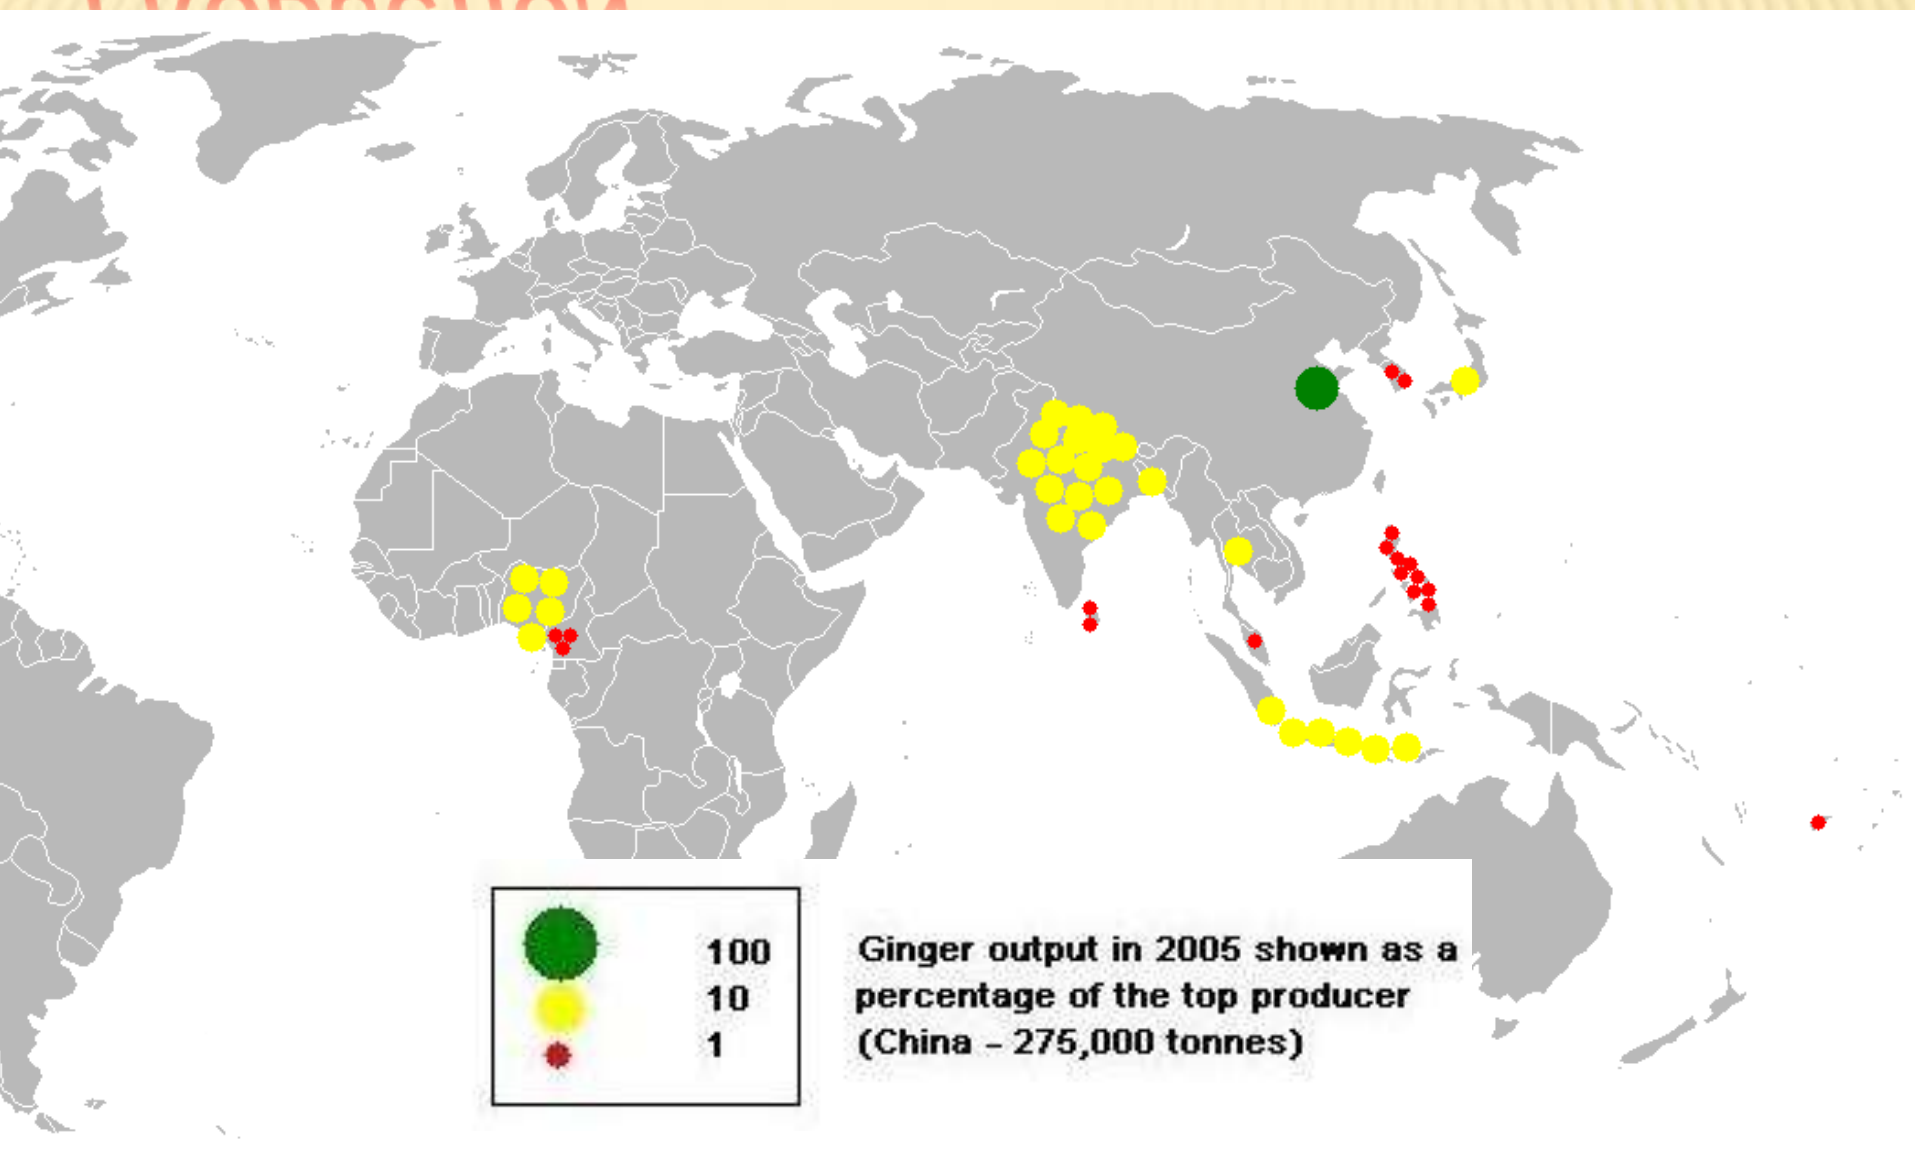 100
10
1
Ginger output in 2005 shown as a
percentage of the top producer
(China – 275,000 tonnes)